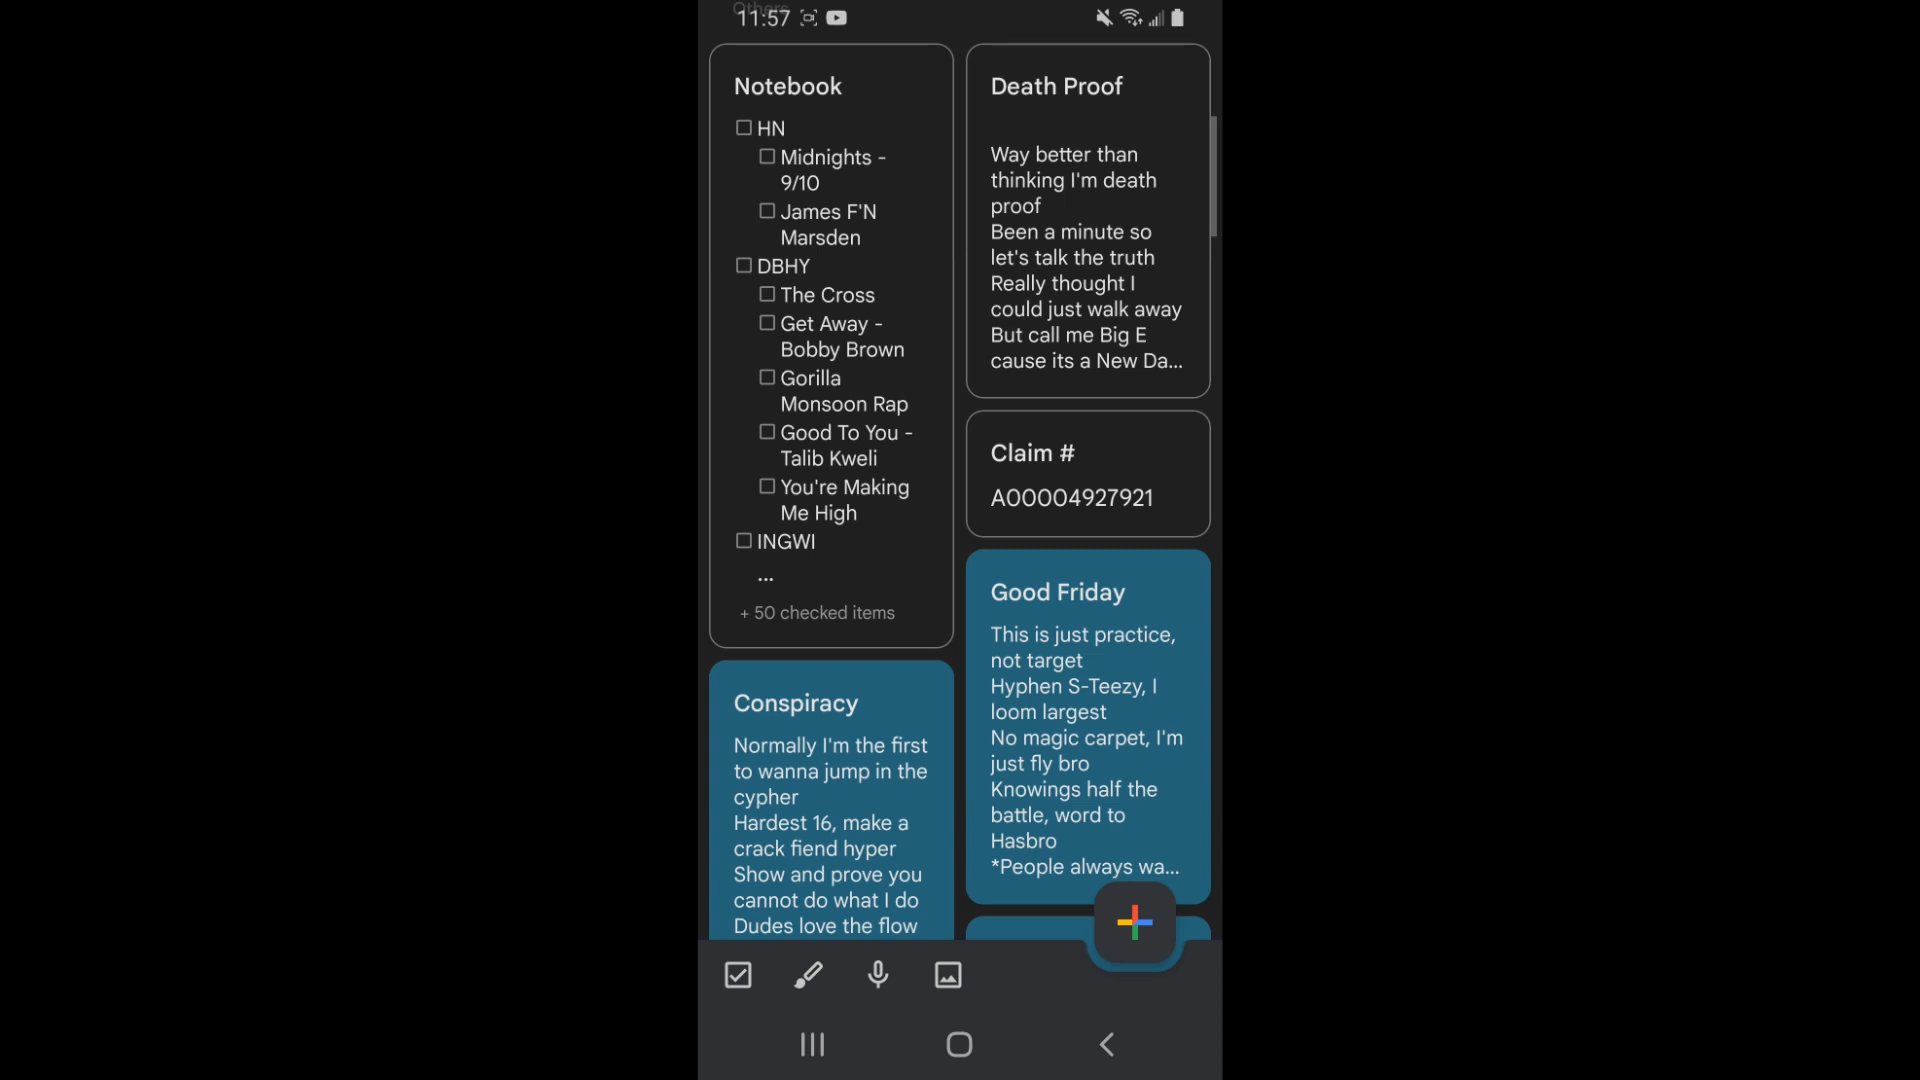 Others
11:57
Notebook
HN
Midnights -
9/10
James F'N
Marsden
DBHY
The Cross
Get Away -
Bobby Brown
Gorilla
Monsoon Rap
Good To You -
Talib Kweli
You're Making
Me High
INGWI
...
+ 50 checked items
Conspiracy
Normally I'm the first
to wanna jump in the
cypher
Hardest 16, make a
crack fiend hyper
Show and prove you
cannot do what I do
Dudes love the flow
Death Proof
Way better than
thinking I'm death
proof
Been a minute so
let's talk the truth
Really thought I
could just walk away
But call me Big E
cause its a New Da...
Claim #
A00004927921
Good Friday
This is just practice,
not target
Hyphen S-Teezy, I
loom largest
No magic carpet, I'm
just fly bro
Knowings half the
battle, word to
Hasbro
*People always wa...